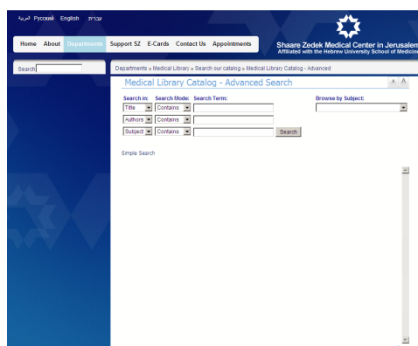 العربية Русский English עברית
Home About Departments Support SZ E-Cards Contact Us Appointments
Shaare Zedek Medical Center in Jerusalem
Affiliated with the Hebrew University School of Medicine
Search
Departments » Medical Library » Search our catalog » Medical Library Catalog - Advanced
Medical Library Catalog - Advanced Search
A A
Search in: Search Mode: Search Term: Browse by Subject:
Title Contains
Authors Contains
Subject Contains Search
Simple Search